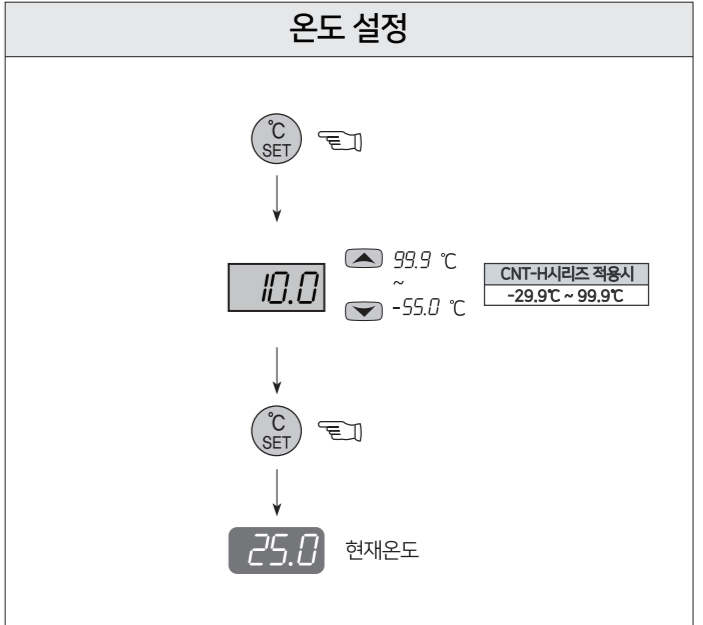 온도 설정
°C
SET
10.0
99.9 ℃
~
-55.0 ℃
CNT-H시리즈 적용시
-29.9℃ ~ 99.9℃
°C
SET
25.0 현재온도